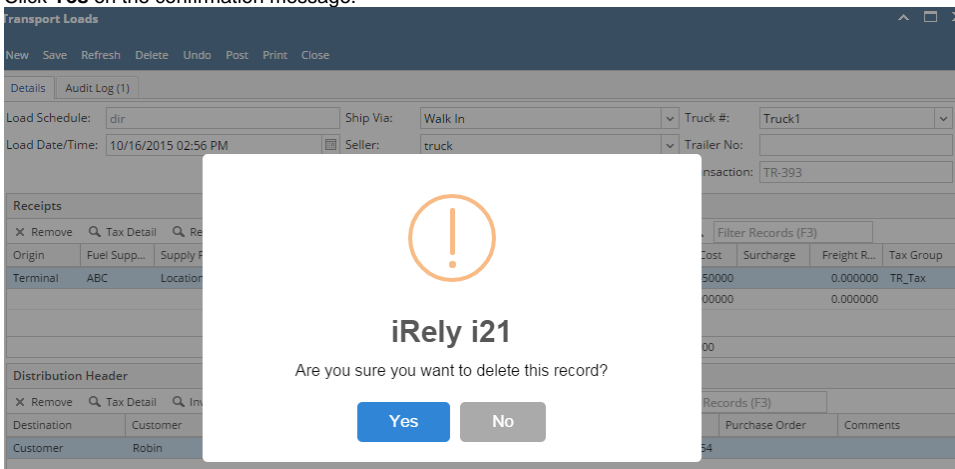 Click Yes on the confirmation message.
Transport Loads
New Save Refresh Delete Undo Post Print Close
Details Audit Log (1)
Load Schedule: dir Ship Via: Walk In Truck #: Truck1
Load Date/Time: 10/16/2015 02:56 PM Seller: truck Trailer No:
nsaction: TR-393
Receipts
Remove Tax Detail Re Filter Records (F3)
Origin Fuel Supp... Supply P Cost Surcharge Freight R... Tax Group
Terminal ABC Location 50000 0.000000 TR_Tax
00000 0.000000
00
iRely i21
Are you sure you want to delete this record?
Yes No
Distribution Header
Remove Tax Detail Inv Records (F3)
Destination Customer Purchase Order Comments
Customer Robin 54